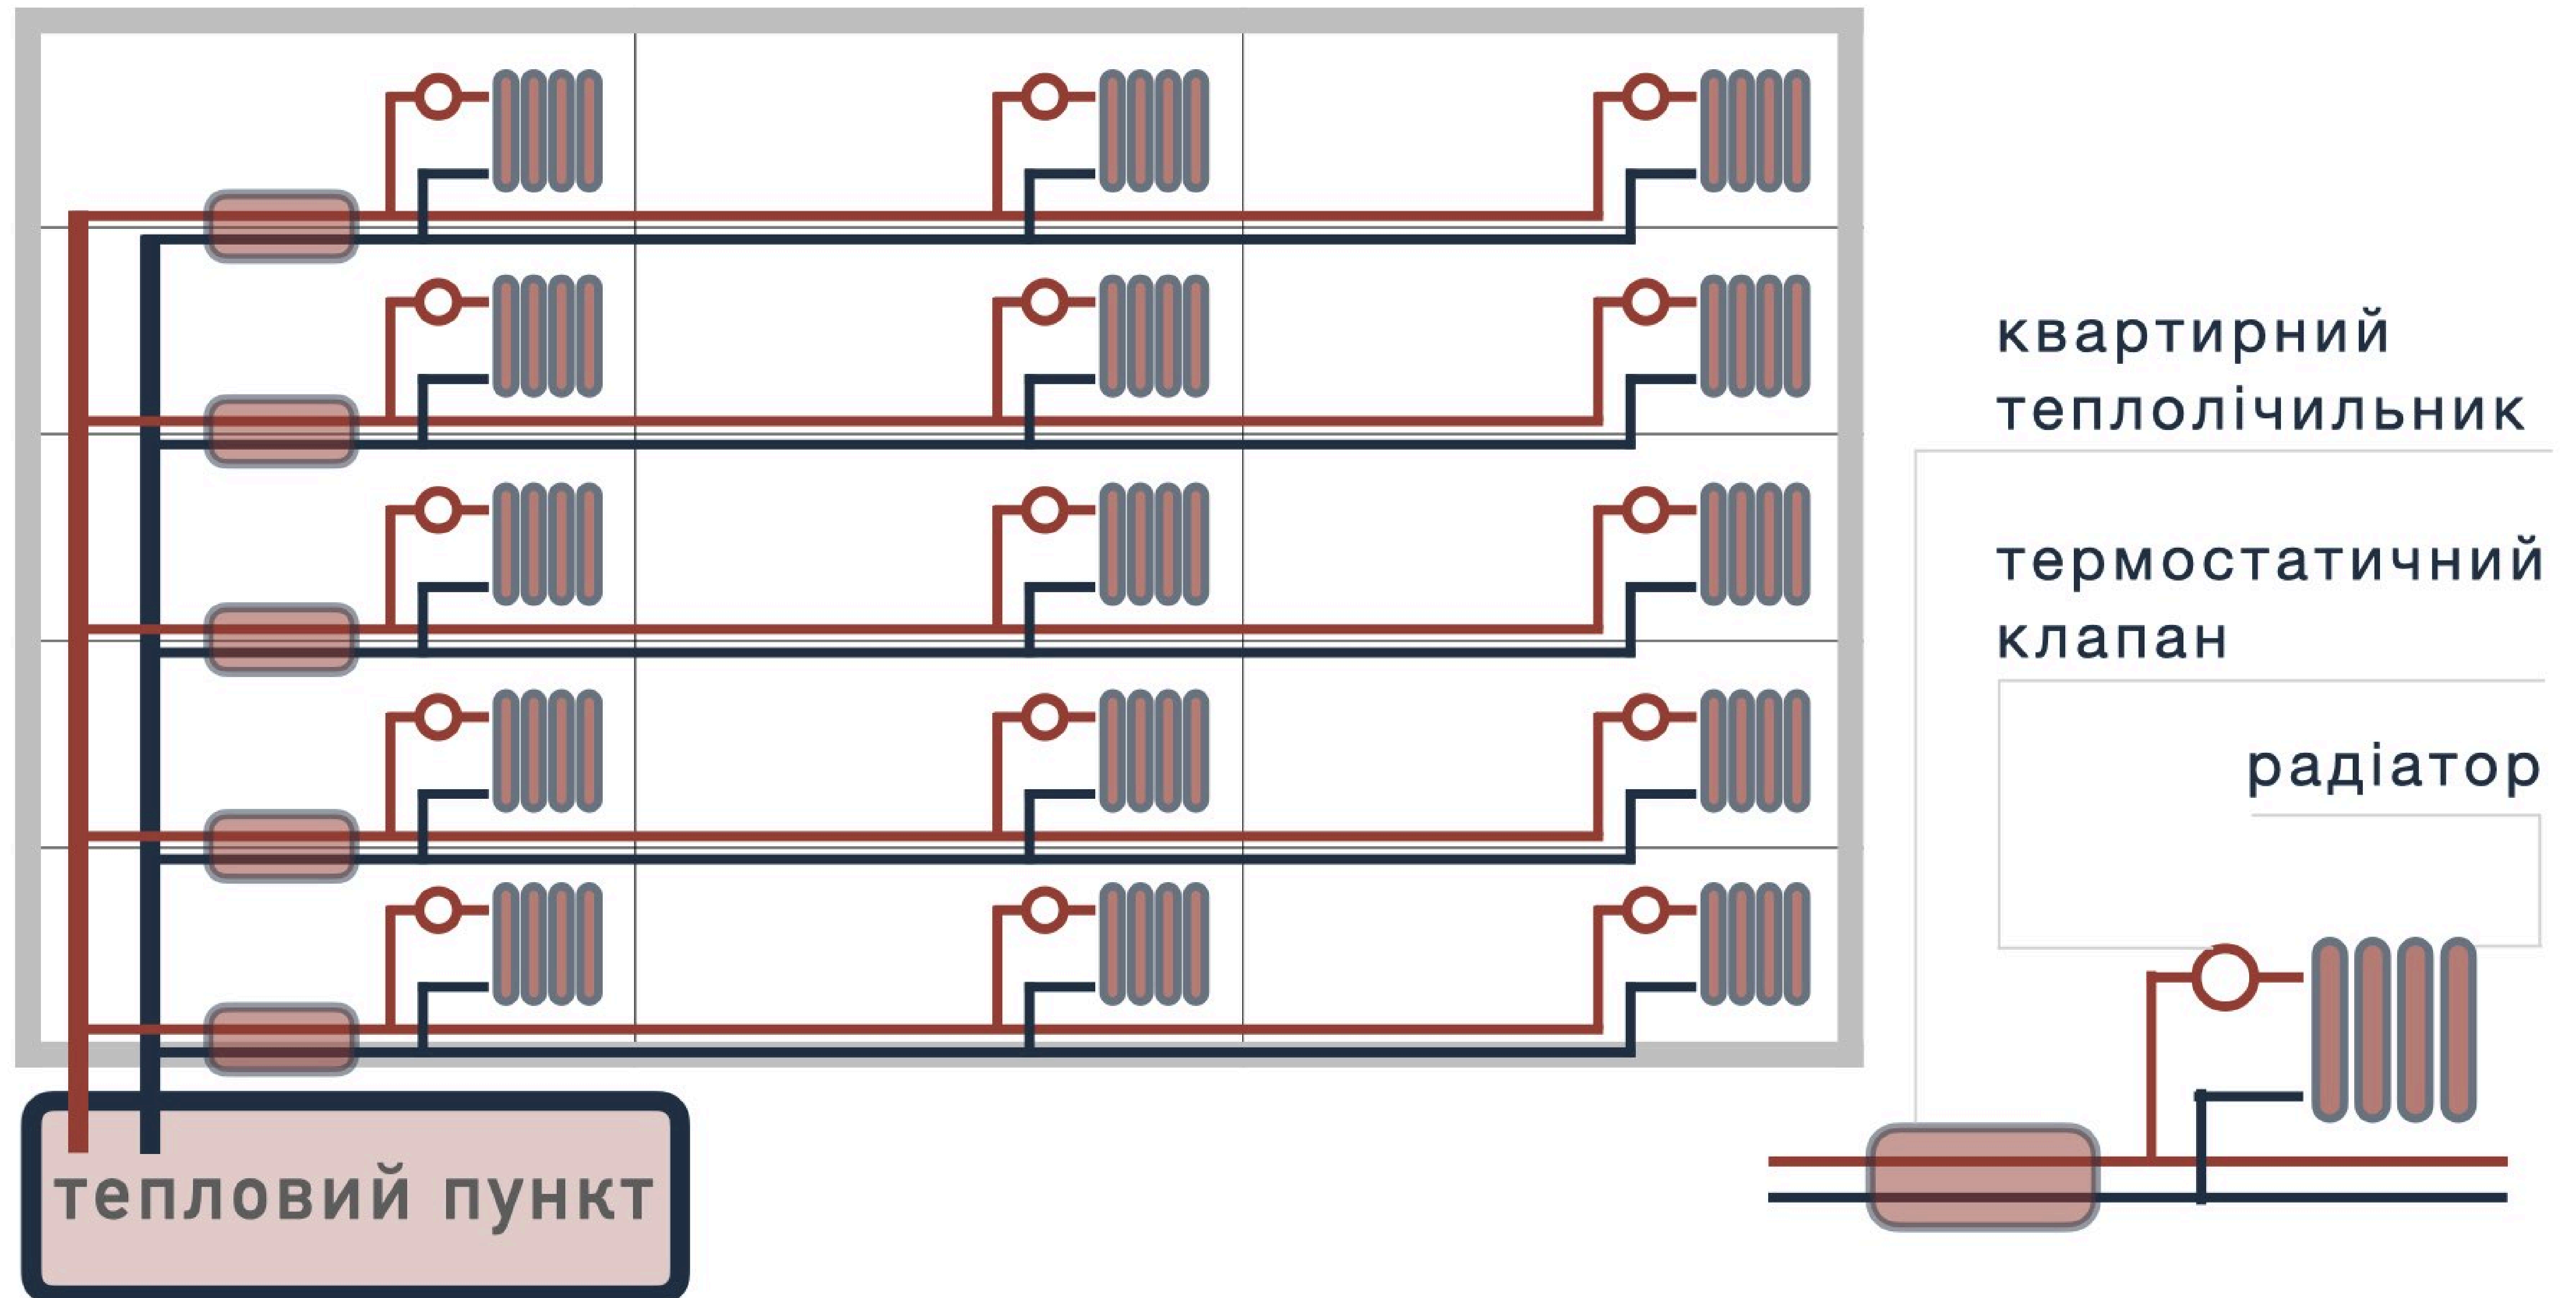 квартирний
теплолічильник
термостатичний
клапан
радіатор
тепловий пункт